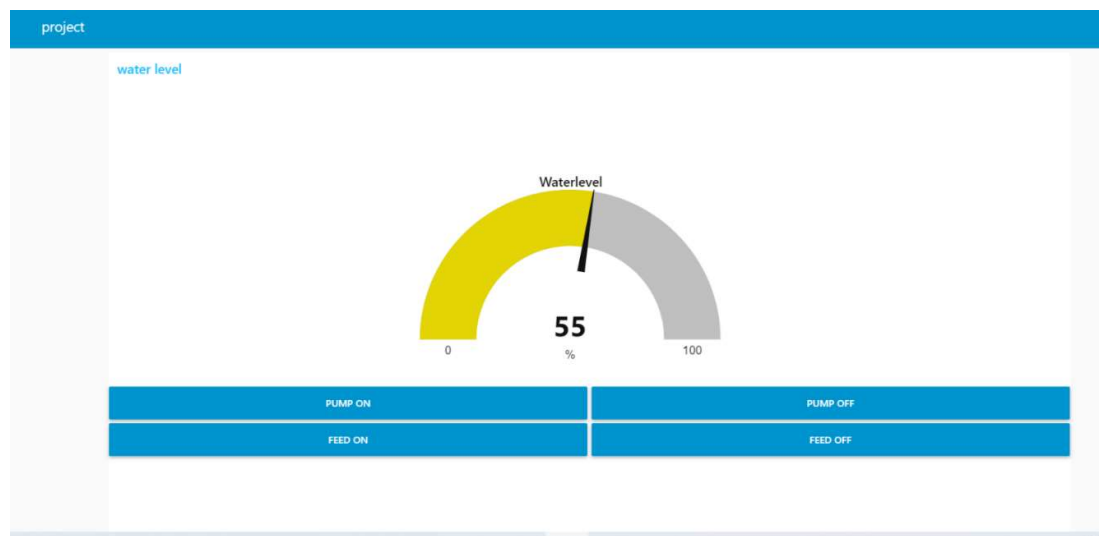 project
water level
Waterlevel
55
0 % 100
PUMP ON PUMP OFF
FEED ON FEED OFF